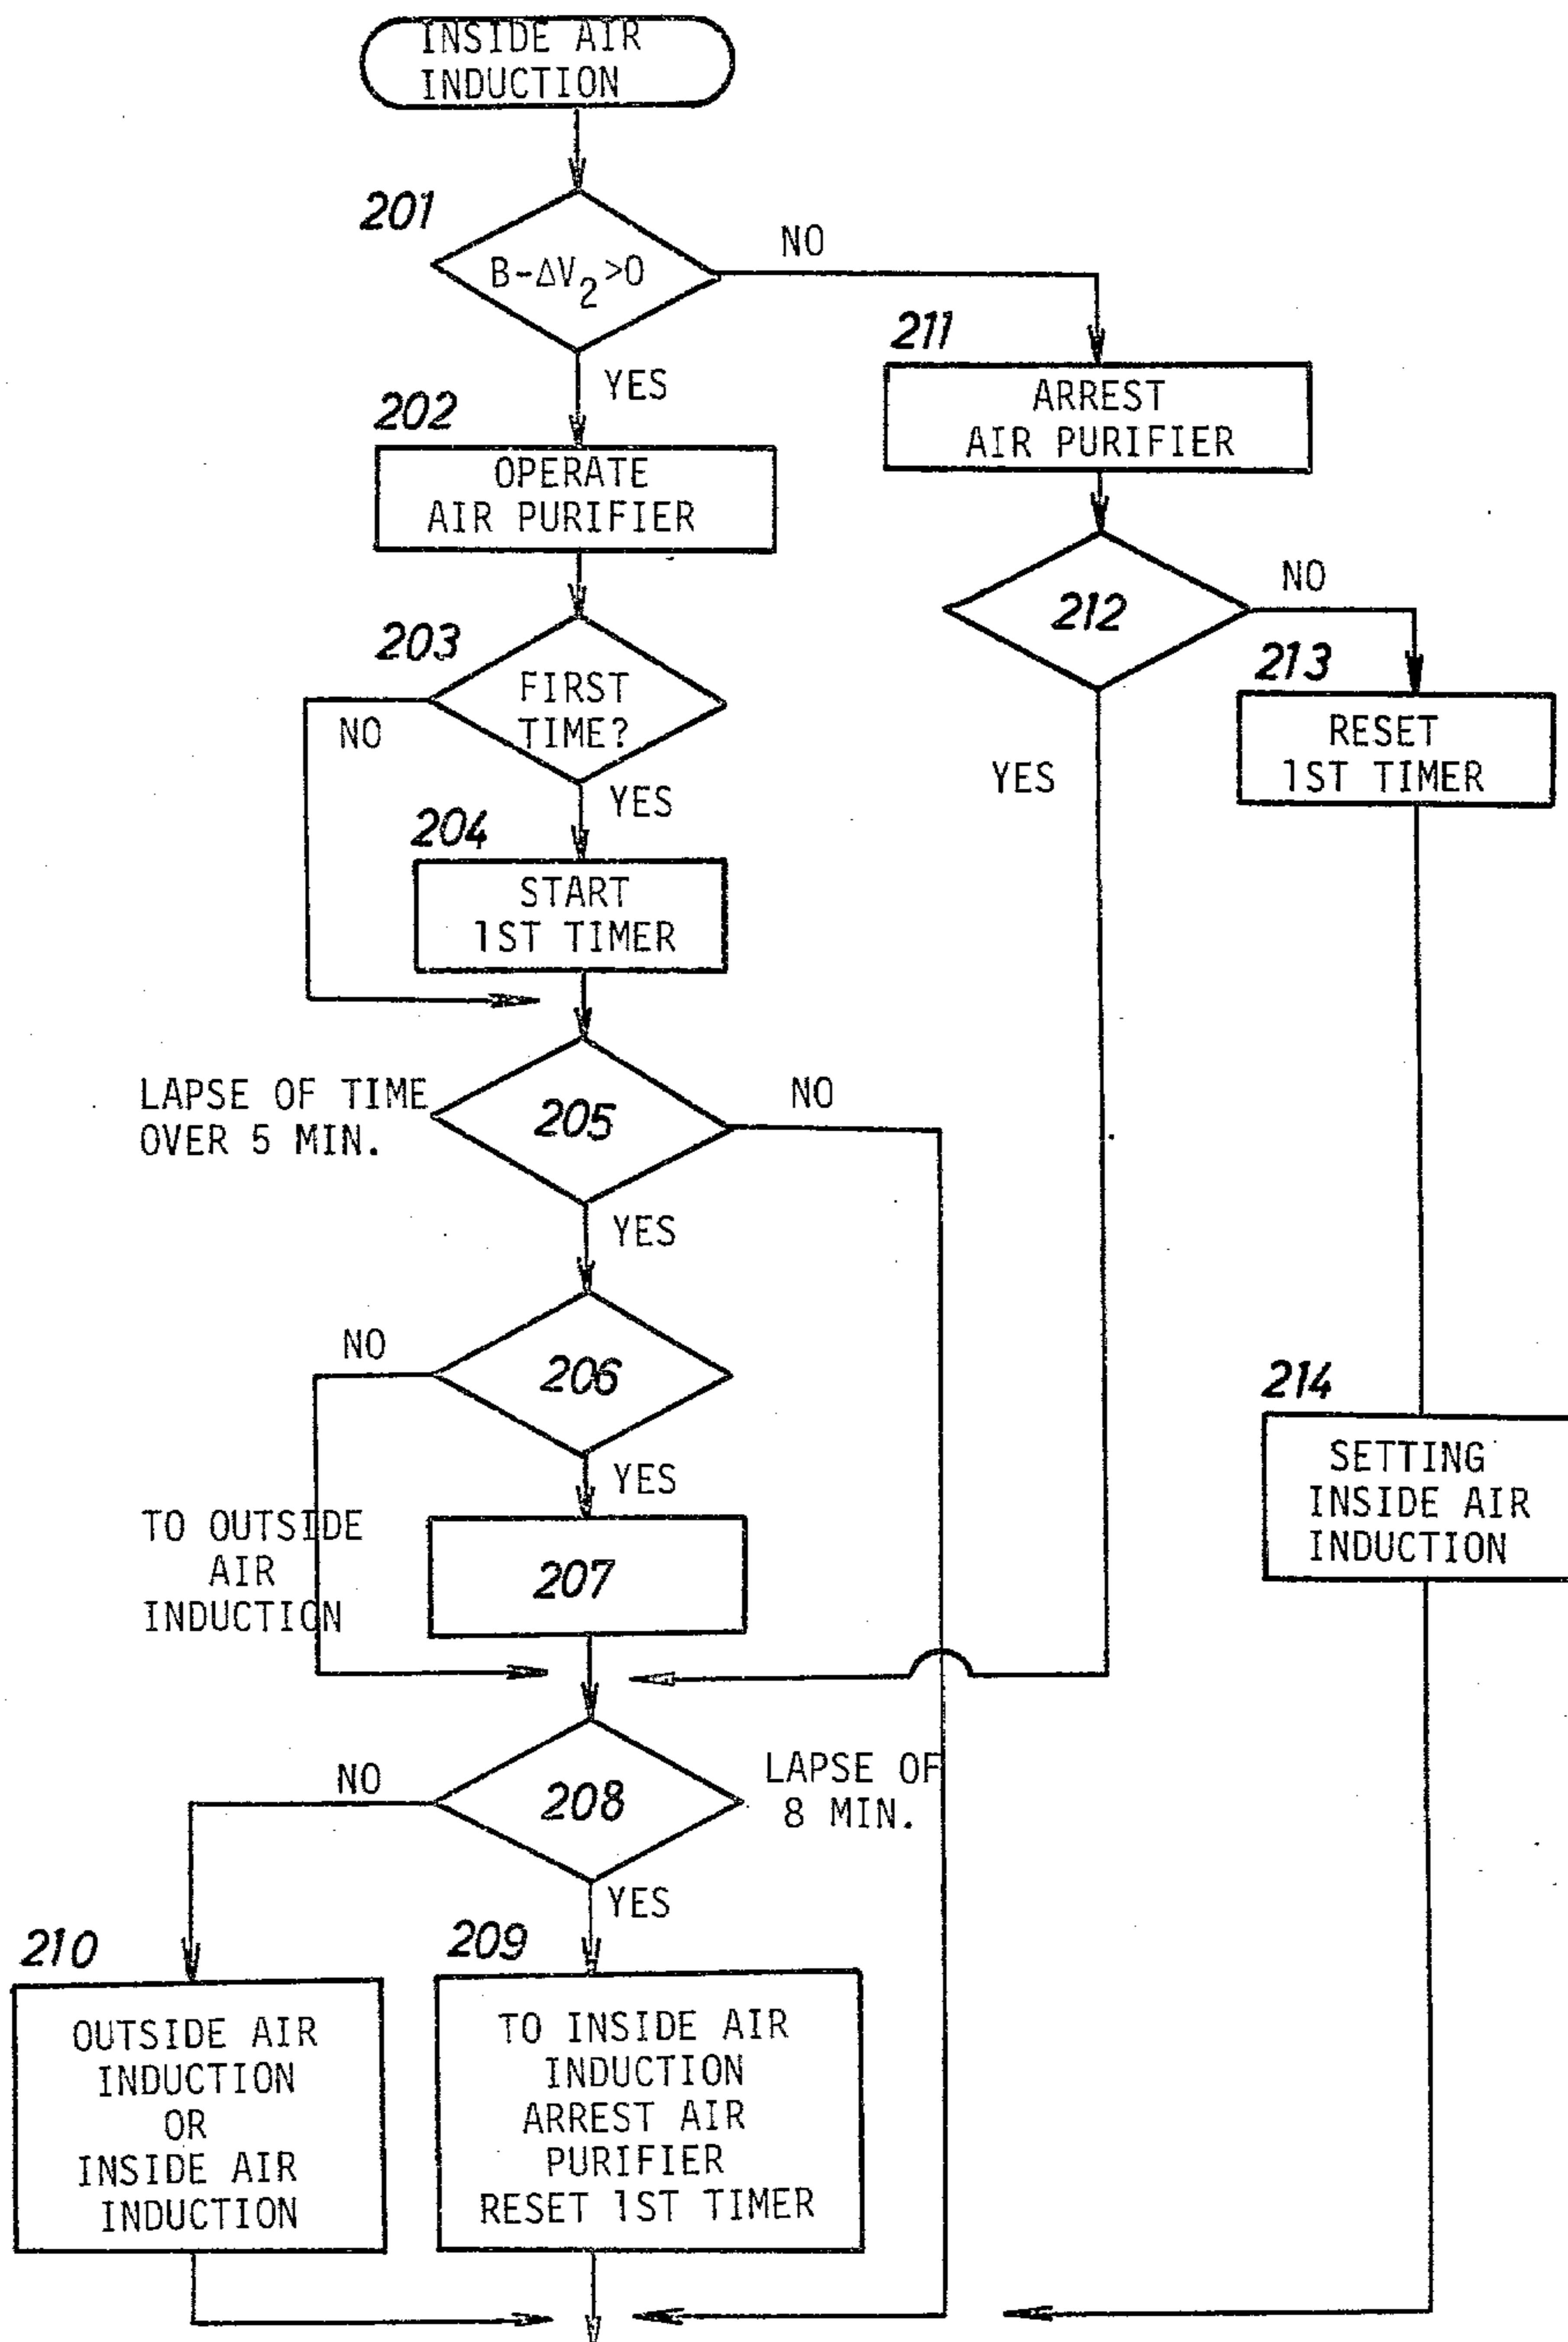 INSIDE AIR
INDUCTION
201
B-ΔV2>0
NO
YES
211
ARREST
AIR PURIFIER
202
OPERATE
AIR PURIFIER
212
NO
YES
213
RESET
1ST TIMER
203
FIRST
TIME?
NO
YES
204
START
1ST TIMER
LAPSE OF TIME
OVER 5 MIN.
205
NO
YES
206
NO
YES
TO OUTSIDE
AIR
INDUCTION
207
214
SETTING
INSIDE AIR
INDUCTION
208
LAPSE OF
8 MIN.
NO
YES
210
OUTSIDE AIR
INDUCTION
OR
INSIDE AIR
INDUCTION
209
TO INSIDE AIR
INDUCTION
ARREST AIR
PURIFIER
RESET 1ST TIMER